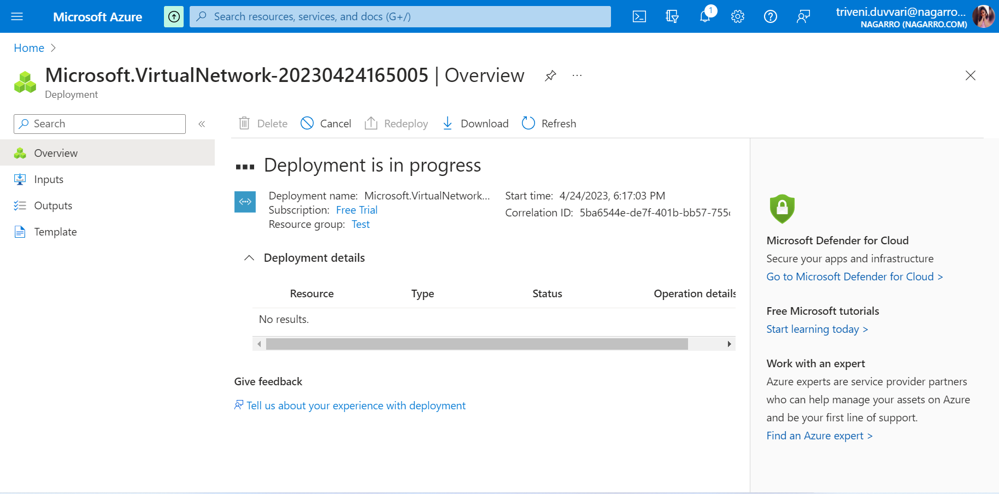 Microsoft Azure
Search resources, services, and docs (G+/)
1
triveni.duvvari@nagarro...
NAGARRO (NAGARRO.COM)
Home >
Microsoft.VirtualNetwork-20230424165005 | Overview ...
Deployment
Search «
Delete Cancel Redeploy Download Refresh
Overview
Inputs
Outputs
Template
Deployment is in progress
Deployment name: Microsoft.VirtualNetwork...
Subscription: Free Trial
Resource group: Test
Start time: 4/24/2023, 6:17:03 PM
Correlation ID: 5ba6544e-de7f-401b-bb57-755
Deployment details
Resource Type Status Operation details
No results.
Give feedback
Tell us about your experience with deployment
Microsoft Defender for Cloud
Secure your apps and infrastructure
Go to Microsoft Defender for Cloud >
Free Microsoft tutorials
Start learning today >
Work with an expert
Azure experts are service provider partners
who can help manage your assets on Azure
and be your first line of support.
Find an Azure expert >